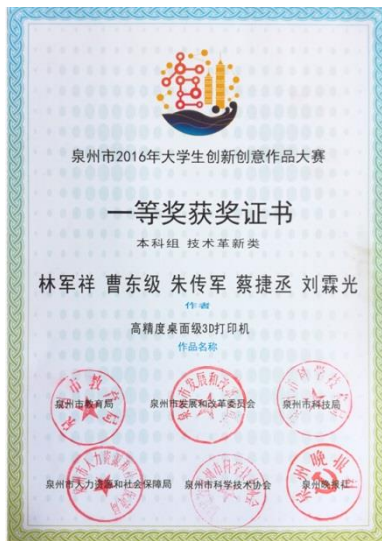 泉州市2016年大学生创新创意作品大赛
一等奖获奖证书
本科组 技术革新类
林军祥 曹东级 朱传军 蔡捷丞 刘霖光
作者
高精度桌面级3D打印机
作品名称
泉州市教育局 泉州市发展和改革委员会 泉州市科技局
泉州市人力资源和社会保障局 泉州市科学技术协会 泉州晚报社